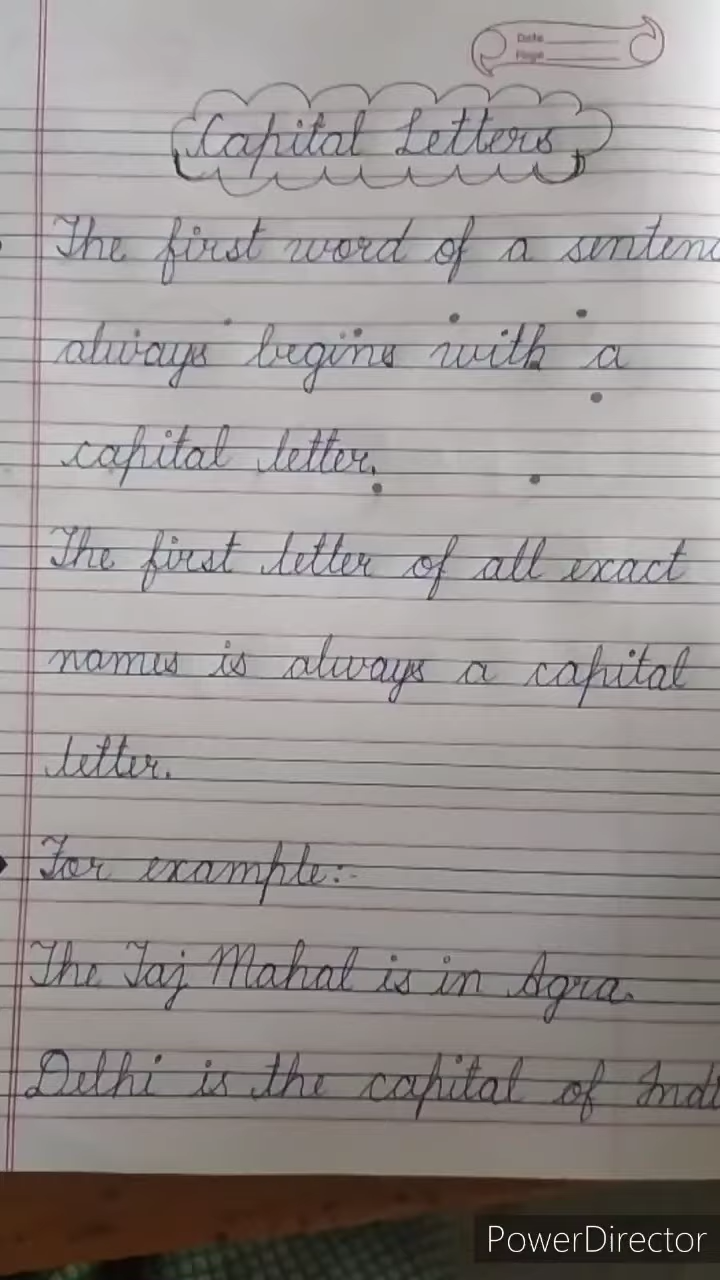 Date
Page
Capital Letters
The first word of a sentenc
always begins with a
capital letter.
The first letter of all exact
names is always a capital
letter.
For example:-
The Taj Mahal is in Agra.
Delhi is the capital of Indi
PowerDirector